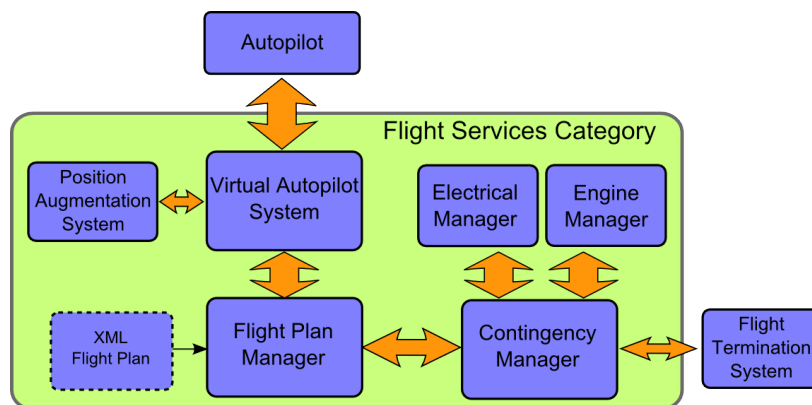 Autopilot
Flight Services Category
Position
Augmentation
System
Virtual Autopilot
System
Electrical
Manager
Engine
Manager
XML
Flight Plan
Flight Plan
Manager
Contingency
Manager
Flight
Termination
System